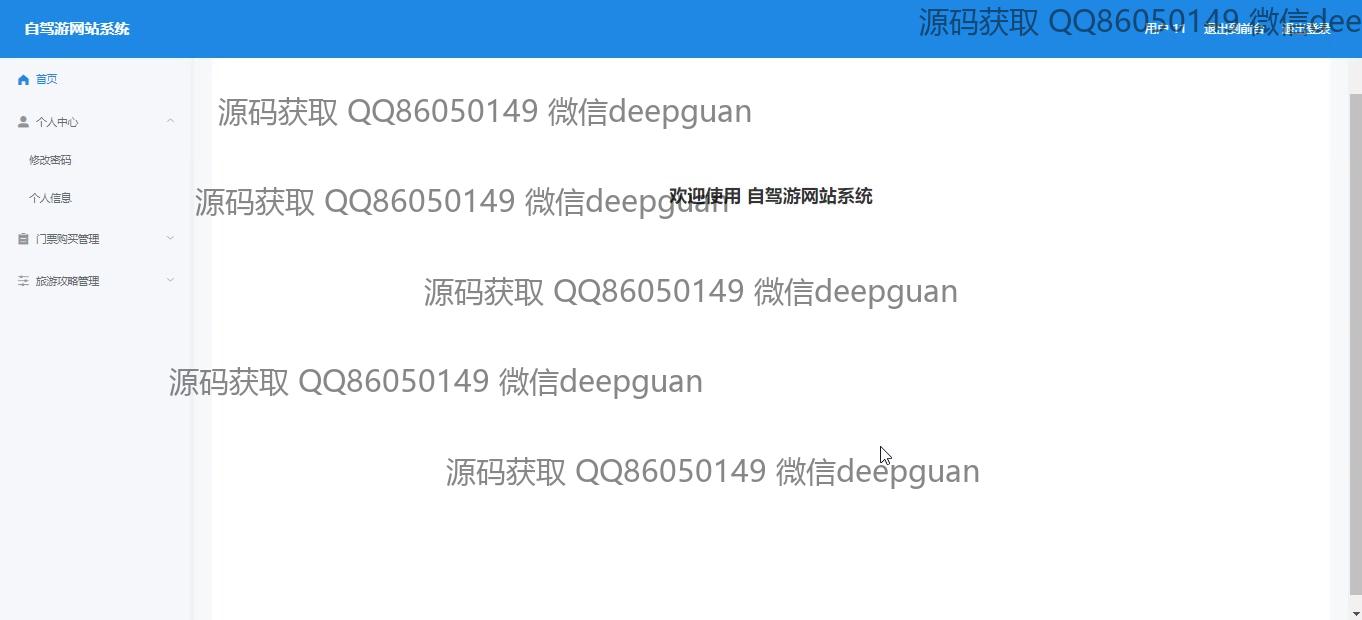 自驾游网站系统
源码获取 QQ86050149 微信dee
用户 11
退出到前台
退出登录
首页
个人中心
修改密码
个人信息
门票购买管理
旅游攻略管理
源码获取 QQ86050149 微信deepguan
源码获取 QQ86050149 微信deepguan
欢迎使用 自驾游网站系统
源码获取 QQ86050149 微信deepguan
源码获取 QQ86050149 微信deepguan
源码获取 QQ86050149 微信deepguan